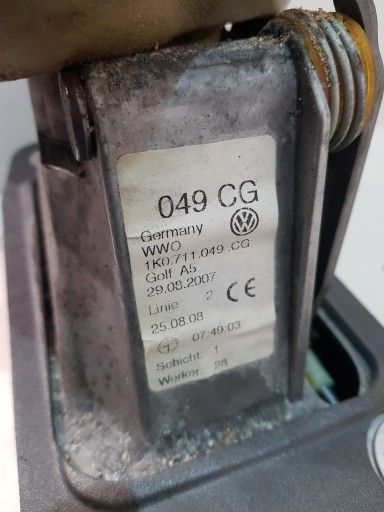 049 CG
Germany
WWO
1K0.711.049.CG
Golf A5
29.08.2007
Linie 2 CE
25.08.08
07:49:03
Schicht: 1
Werker: 28